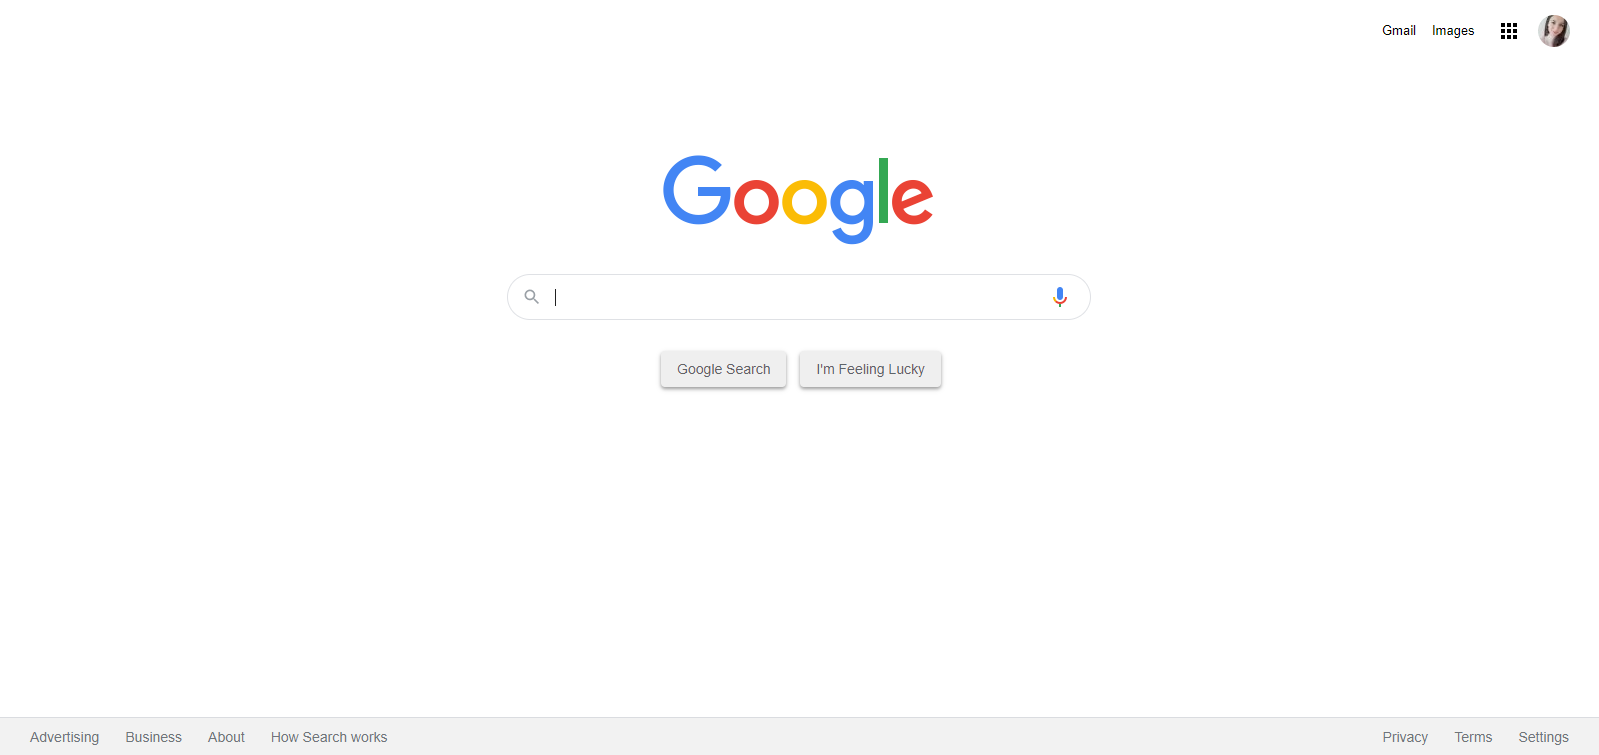 Gmail Images
Google
Google Search I'm Feeling Lucky
Advertising Business About How Search works Privacy Terms Settings